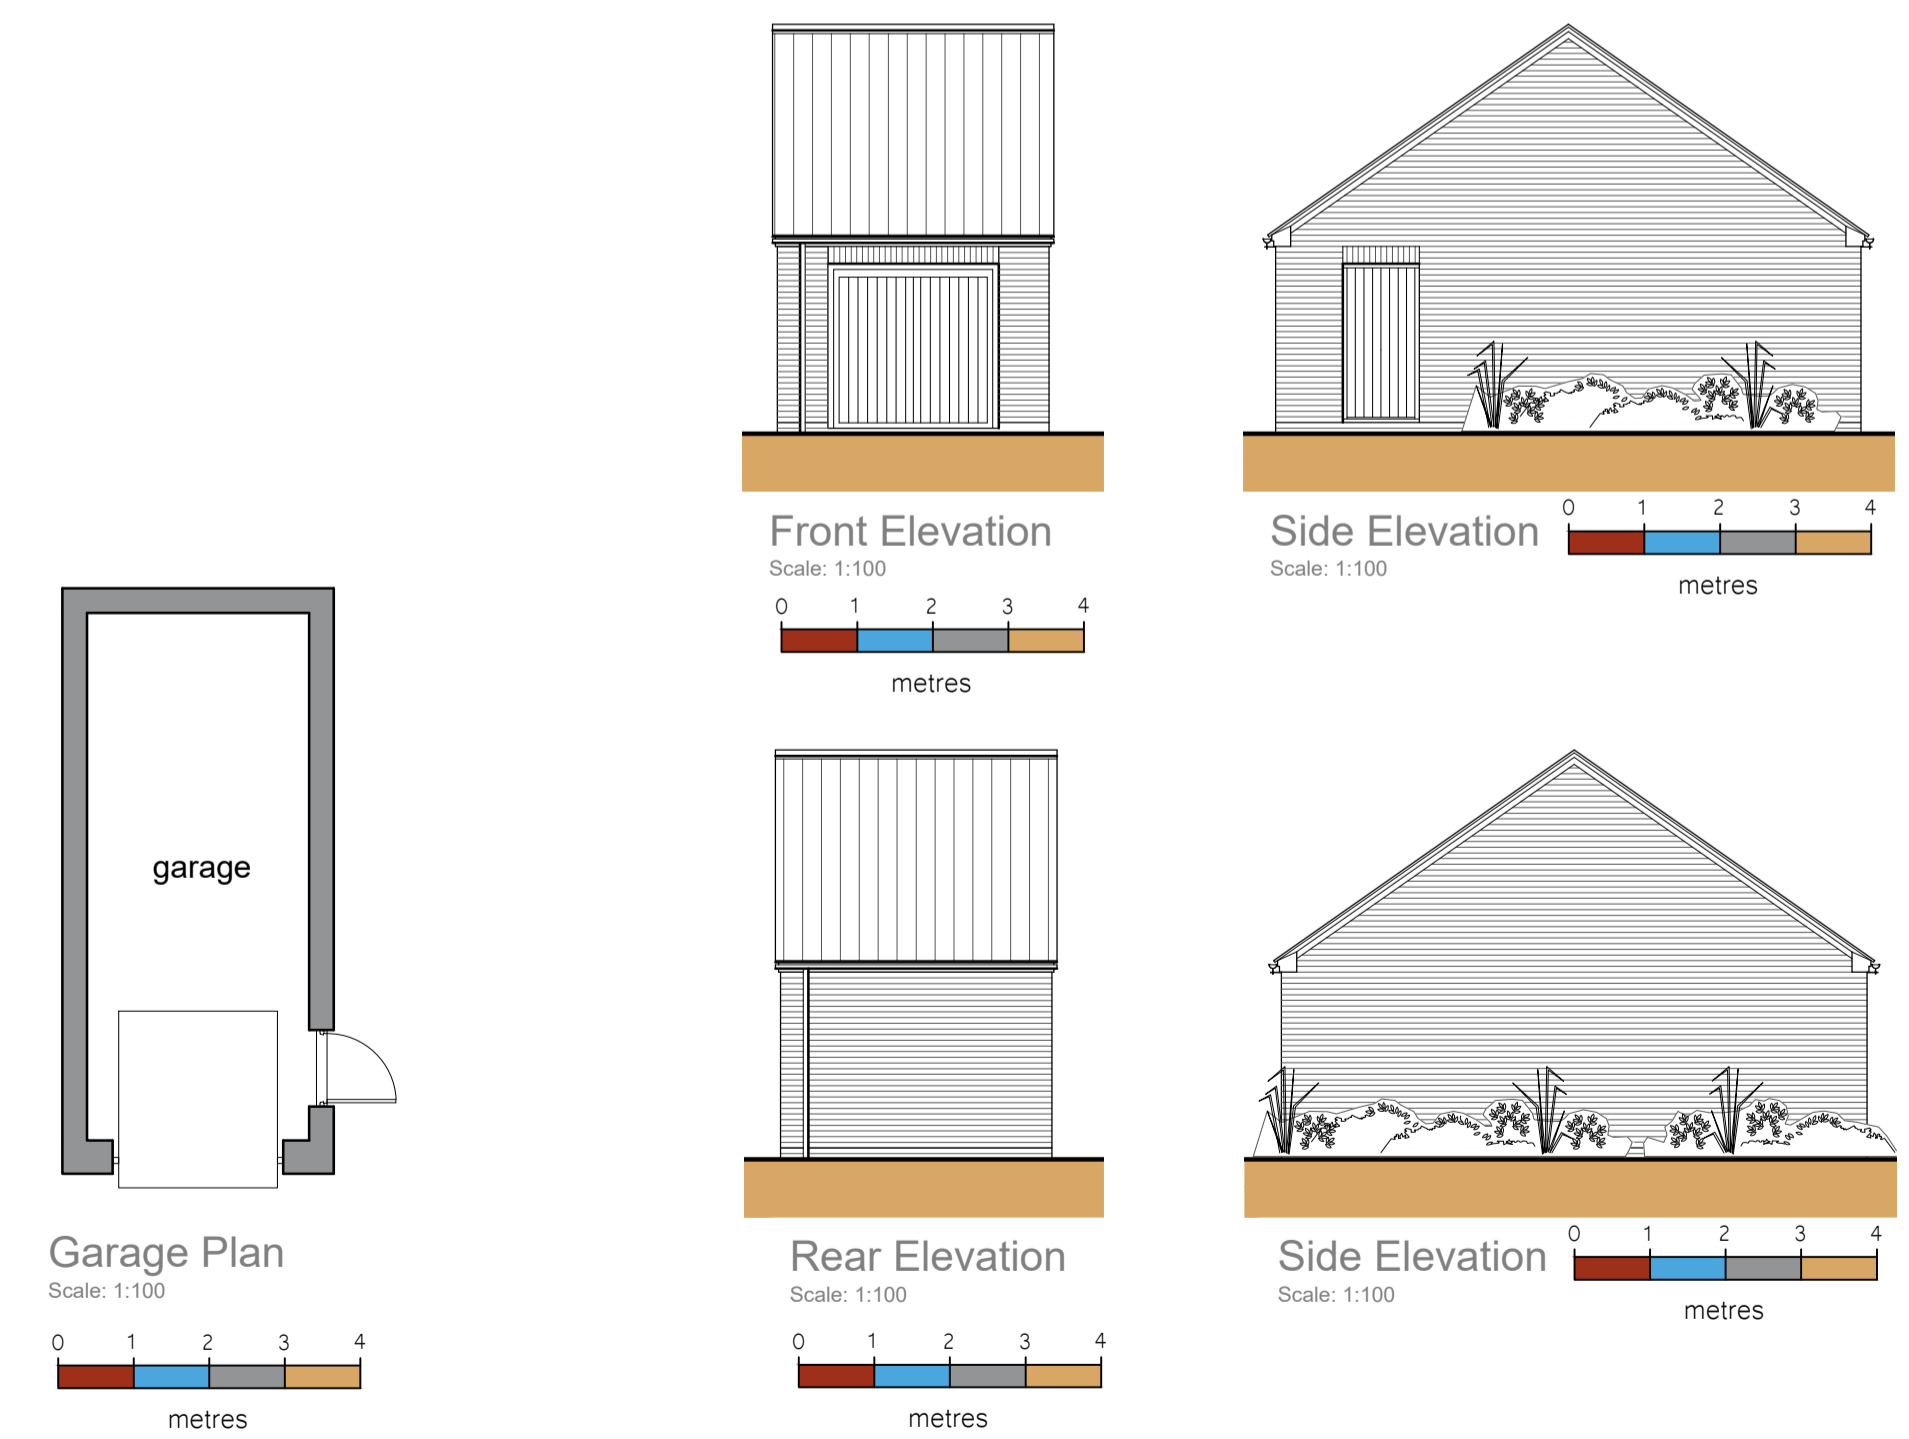 Front Elevation
Scale: 1:100
0 1 2 3 4
metres
Side Elevation
Scale: 1:100
0 1 2 3 4
metres
garage
Garage Plan
Scale: 1:100
0 1 2 3 4
metres
Rear Elevation
Scale: 1:100
0 1 2 3 4
metres
Side Elevation
Scale: 1:100
0 1 2 3 4
metres